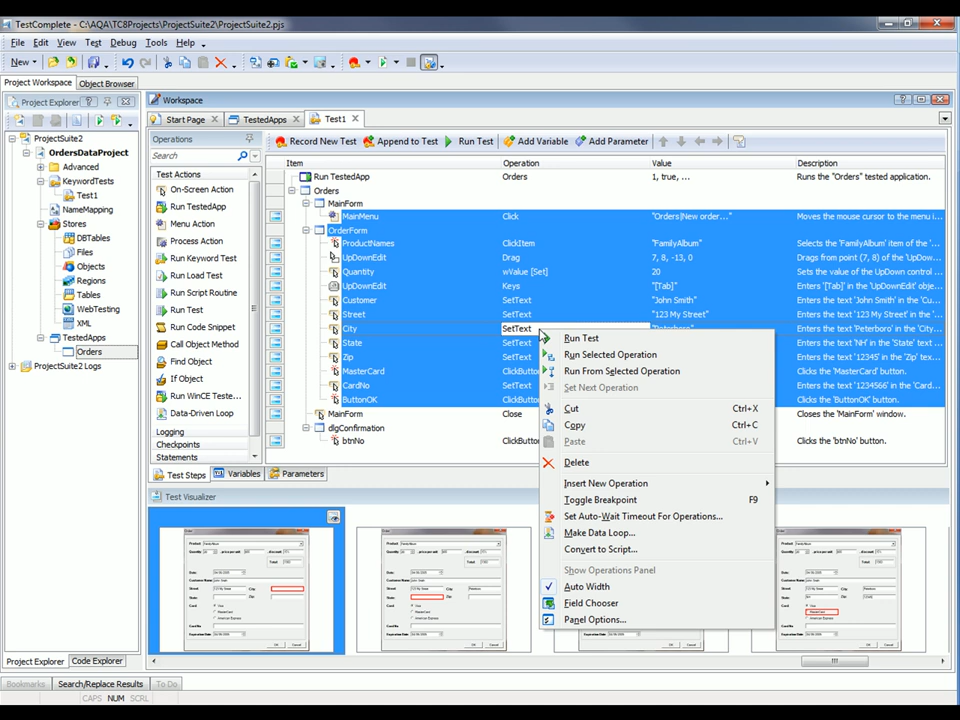 TestComplete - C:\AQA\TC8Projects\ProjectSuite2\ProjectSuite2.pjs
File Edit View Test Debug Tools Help
New
Project Workspace Object Browser
Project Explorer
ProjectSuite2
OrdersDataProject
Advanced
KeywordTests
Test1
NameMapping
Stores
DBTables
Files
Objects
Regions
Tables
WebTesting
XML
TestedApps
Orders
ProjectSuite2 Logs
Project Explorer Code Explorer
Workspace
Start Page TestedApps Test1
Operations
Search
Test Actions
On-Screen Action
Run TestedApp
Menu Action
Process Action
Run Keyword Test
Run Load Test
Run Script Routine
Run Test
Run Code Snippet
Call Object Method
Find Object
If Object
Run WinCE Teste...
Data-Driven Loop
Logging
Checkpoints
Statements
Record New Test Append to Test Run Test Add Variable Add Parameter
Item Operation Value Description
Run TestedApp Orders 1, true, ... Runs the "Orders" tested application.
Orders
MainForm
MainMenu Click "Orders|New order..." Moves the mouse cursor to the menu i...
OrderForm
ProductNames ClickItem "FamilyAlbum" Selects the 'FamilyAlbum' item of the '...
UpDownEdit Drag 7, 8, -13, 0 Drags from point (7, 8) of the 'UpDow...
Quantity wValue [Set] 20 Sets the value of the UpDown control ...
UpDownEdit Keys "[Tab]" Enters '[Tab]' in the 'UpDownEdit' obje...
Customer SetText "John Smith" Enters the text 'John Smith' in the 'Cus...
Street SetText "123 My Street" Enters the text '123 My Street' in the '...
City SetText "Peterboro" Enters the text 'Peterboro' in the 'City...
State SetText Enters the text 'NH' in the 'State' text ...
Zip SetText Enters the text '12345' in the 'Zip' tex...
MasterCard ClickButt Clicks the 'MasterCard' button.
CardNo SetText Enters the text '1234566' in the 'Card...
ButtonOK ClickButt Clicks the 'ButtonOK' button.
MainForm Close Closes the 'MainForm' window.
dlgConfirmation
btnNo ClickButt Clicks the 'btnNo' button.
Run Test
Run Selected Operation
Run From Selected Operation
Set Next Operation
Cut Ctrl+X
Copy Ctrl+C
Paste Ctrl+V
Delete
Insert New Operation
Toggle Breakpoint F9
Set Auto-Wait Timeout For Operations...
Make Data Loop...
Convert to Script...
Show Operations Panel
Auto Width
Field Chooser
Panel Options...
Test Steps Variables Parameters
Test Visualizer
Bookmarks Search/Replace Results To Do
CAPS NUM SCRL